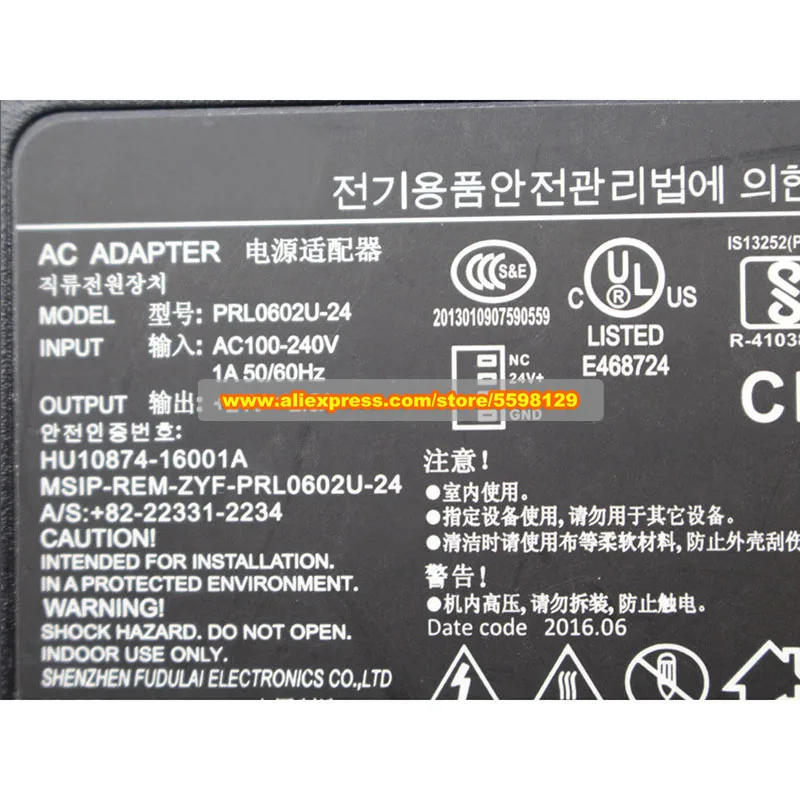 전기용품안전관리법에 의한
AC ADAPTER 电源适配器
직류전원장치
MODEL 型号: PRL0602U-24
INPUT 输入: AC100-240V
1A 50/60Hz
OUTPUT 输出:
안전인증번호:
HU10874-16001A
MSIP-REM-ZYF-PRL0602U-24
A/S:+82-22331-2234
CAUTION!
INTENDED FOR INSTALLATION.
IN A PROTECTED ENVIRONMENT.
WARNING!
SHOCK HAZARD. DO NOT OPEN.
INDOOR USE ONLY.
SHENZHEN FUDULAI ELECTRONICS CO.,LTD
CCC S&E
2013010907590559
C UL ® US
LISTED
E468724
IS13252(P
R-41038
NC
24V+
GND
www.aliexpress.com/store/5598129
注意!
●室内使用。
●指定设备使用, 请勿用于其它设备。
●清洁时请使用布等柔软材料, 防止外壳刮伤
警告!
●机内高压, 请勿拆装, 防止触电。
Date code 2016.06